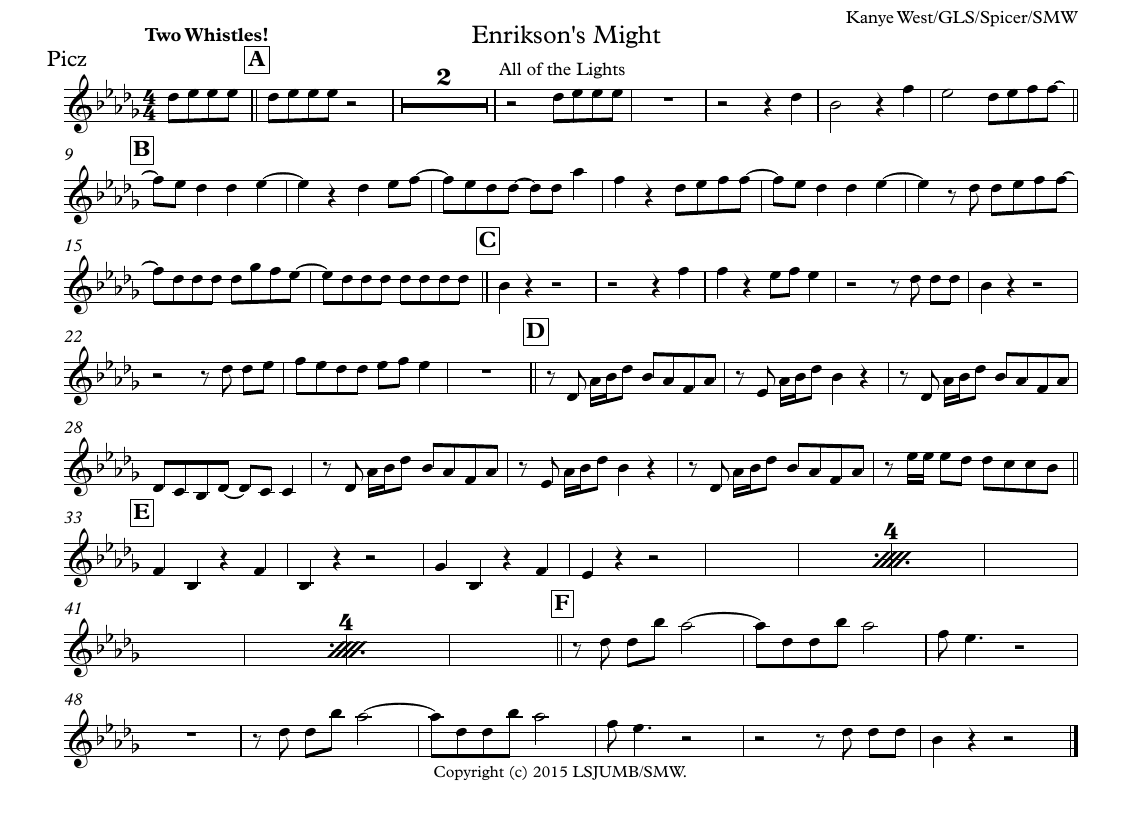 Kanye West/GLS/Spicer/SMW
Two Whistles!
Enrikson's Might
Picz
A
All of the Lights
2
4
4
9
B
15
C
22
D
28
33
E
4
41
4
F
48
Copyright (c) 2015 LSJUMB/SMW.